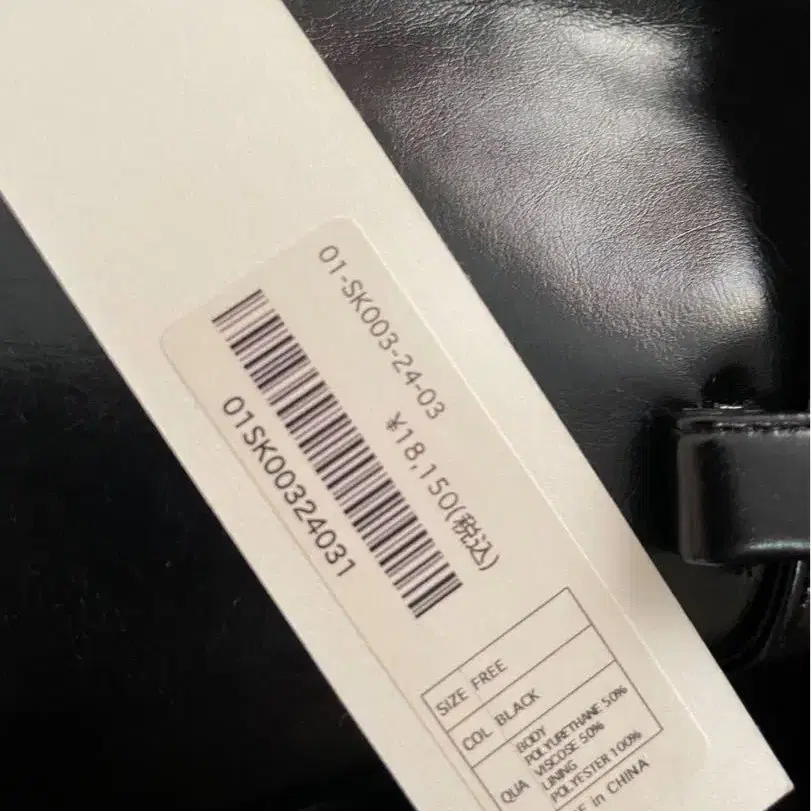 01-SK003-24-03
¥18,150(税込)
01SK00324031
SIZE FREE
COL BLACK
QUA BODY
POLYURETHANE 50%
VISCOSE 50%
LINING
POLYESTER 100%
in CHINA